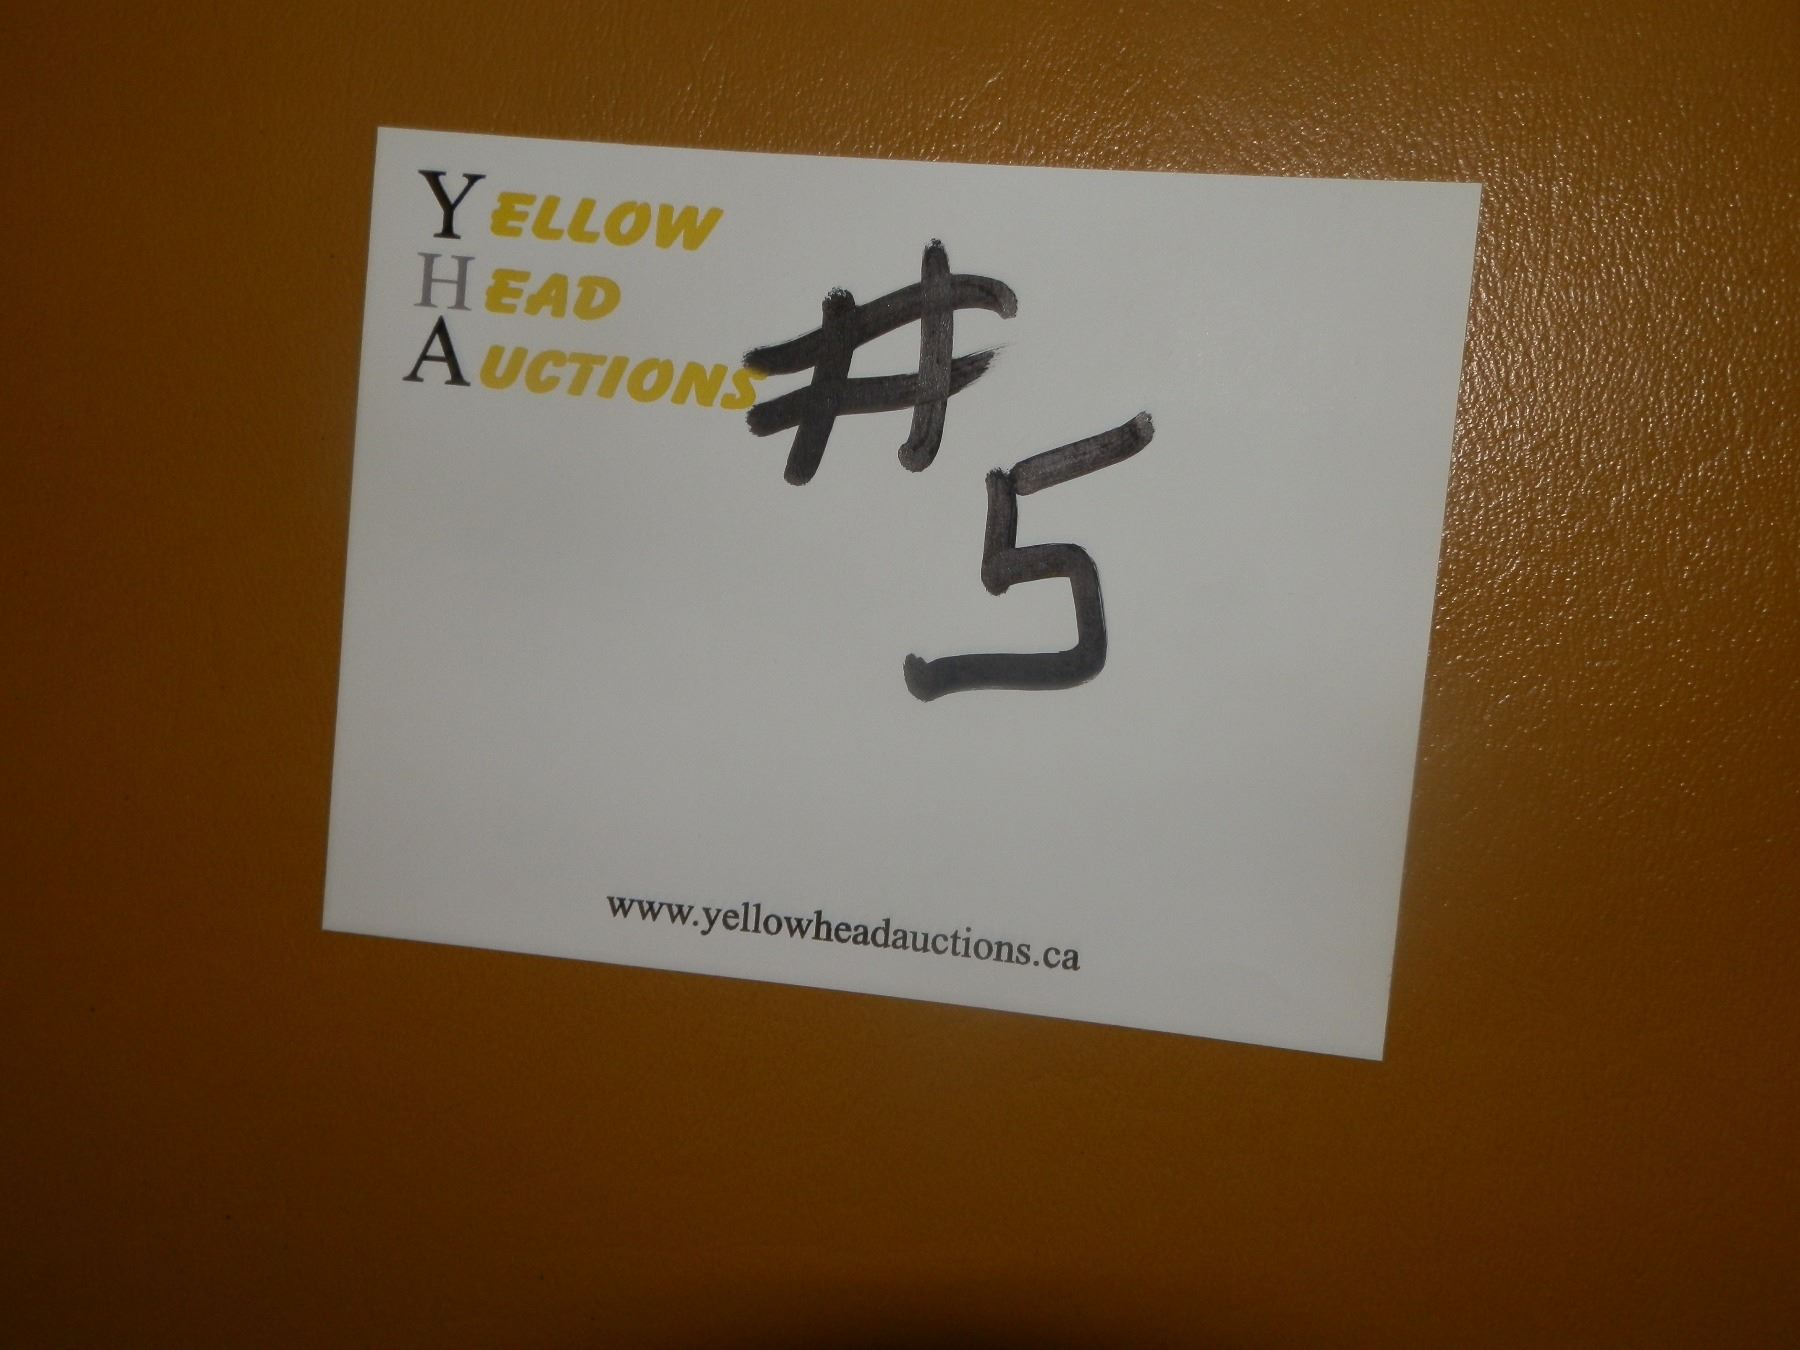 YELLOW
HEAD
AUCTIONS
#
5
www.yellowheadauctions.ca